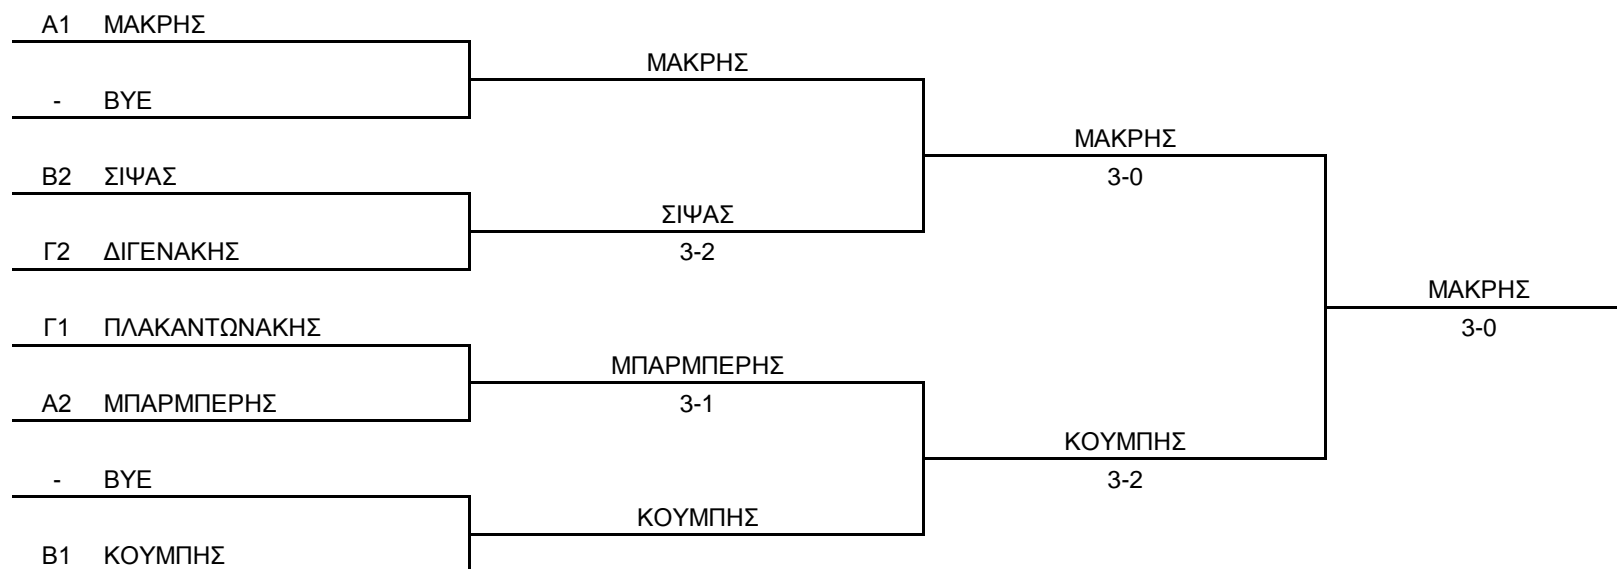 Α1 ΜΑΚΡΗΣ
ΜΑΚΡΗΣ
- BYE
ΜΑΚΡΗΣ
3-0
Β2 ΣΙΨΑΣ
ΣΙΨΑΣ
3-2
Γ2 ΔΙΓΕΝΑΚΗΣ
ΜΑΚΡΗΣ
3-0
Γ1 ΠΛΑΚΑΝΤΩΝΑΚΗΣ
ΜΠΑΡΜΠΕΡΗΣ
3-1
Α2 ΜΠΑΡΜΠΕΡΗΣ
ΚΟΥΜΠΗΣ
3-2
- BYE
ΚΟΥΜΠΗΣ
Β1 ΚΟΥΜΠΗΣ